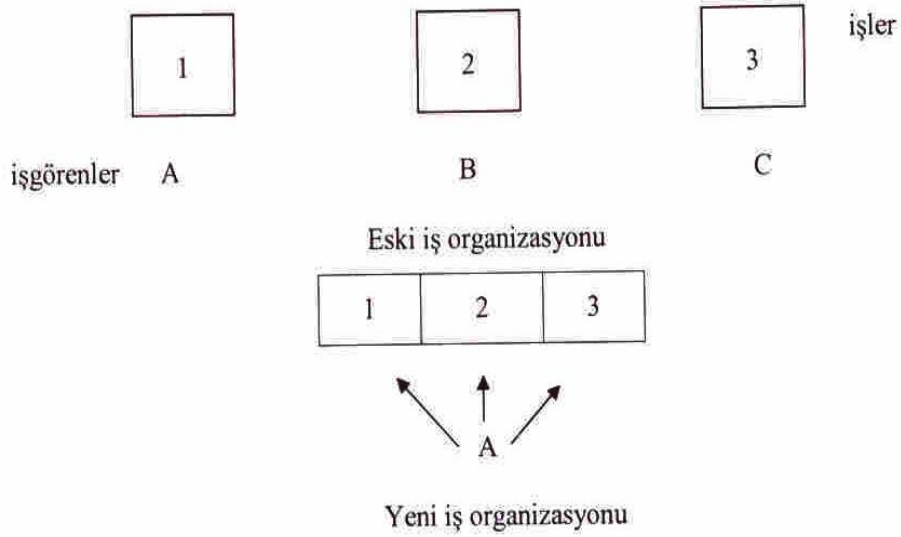 işler
1 2 3
işgörenler A B C
Eski iş organizasyonu
1 2 3
A
Yeni iş organizasyonu